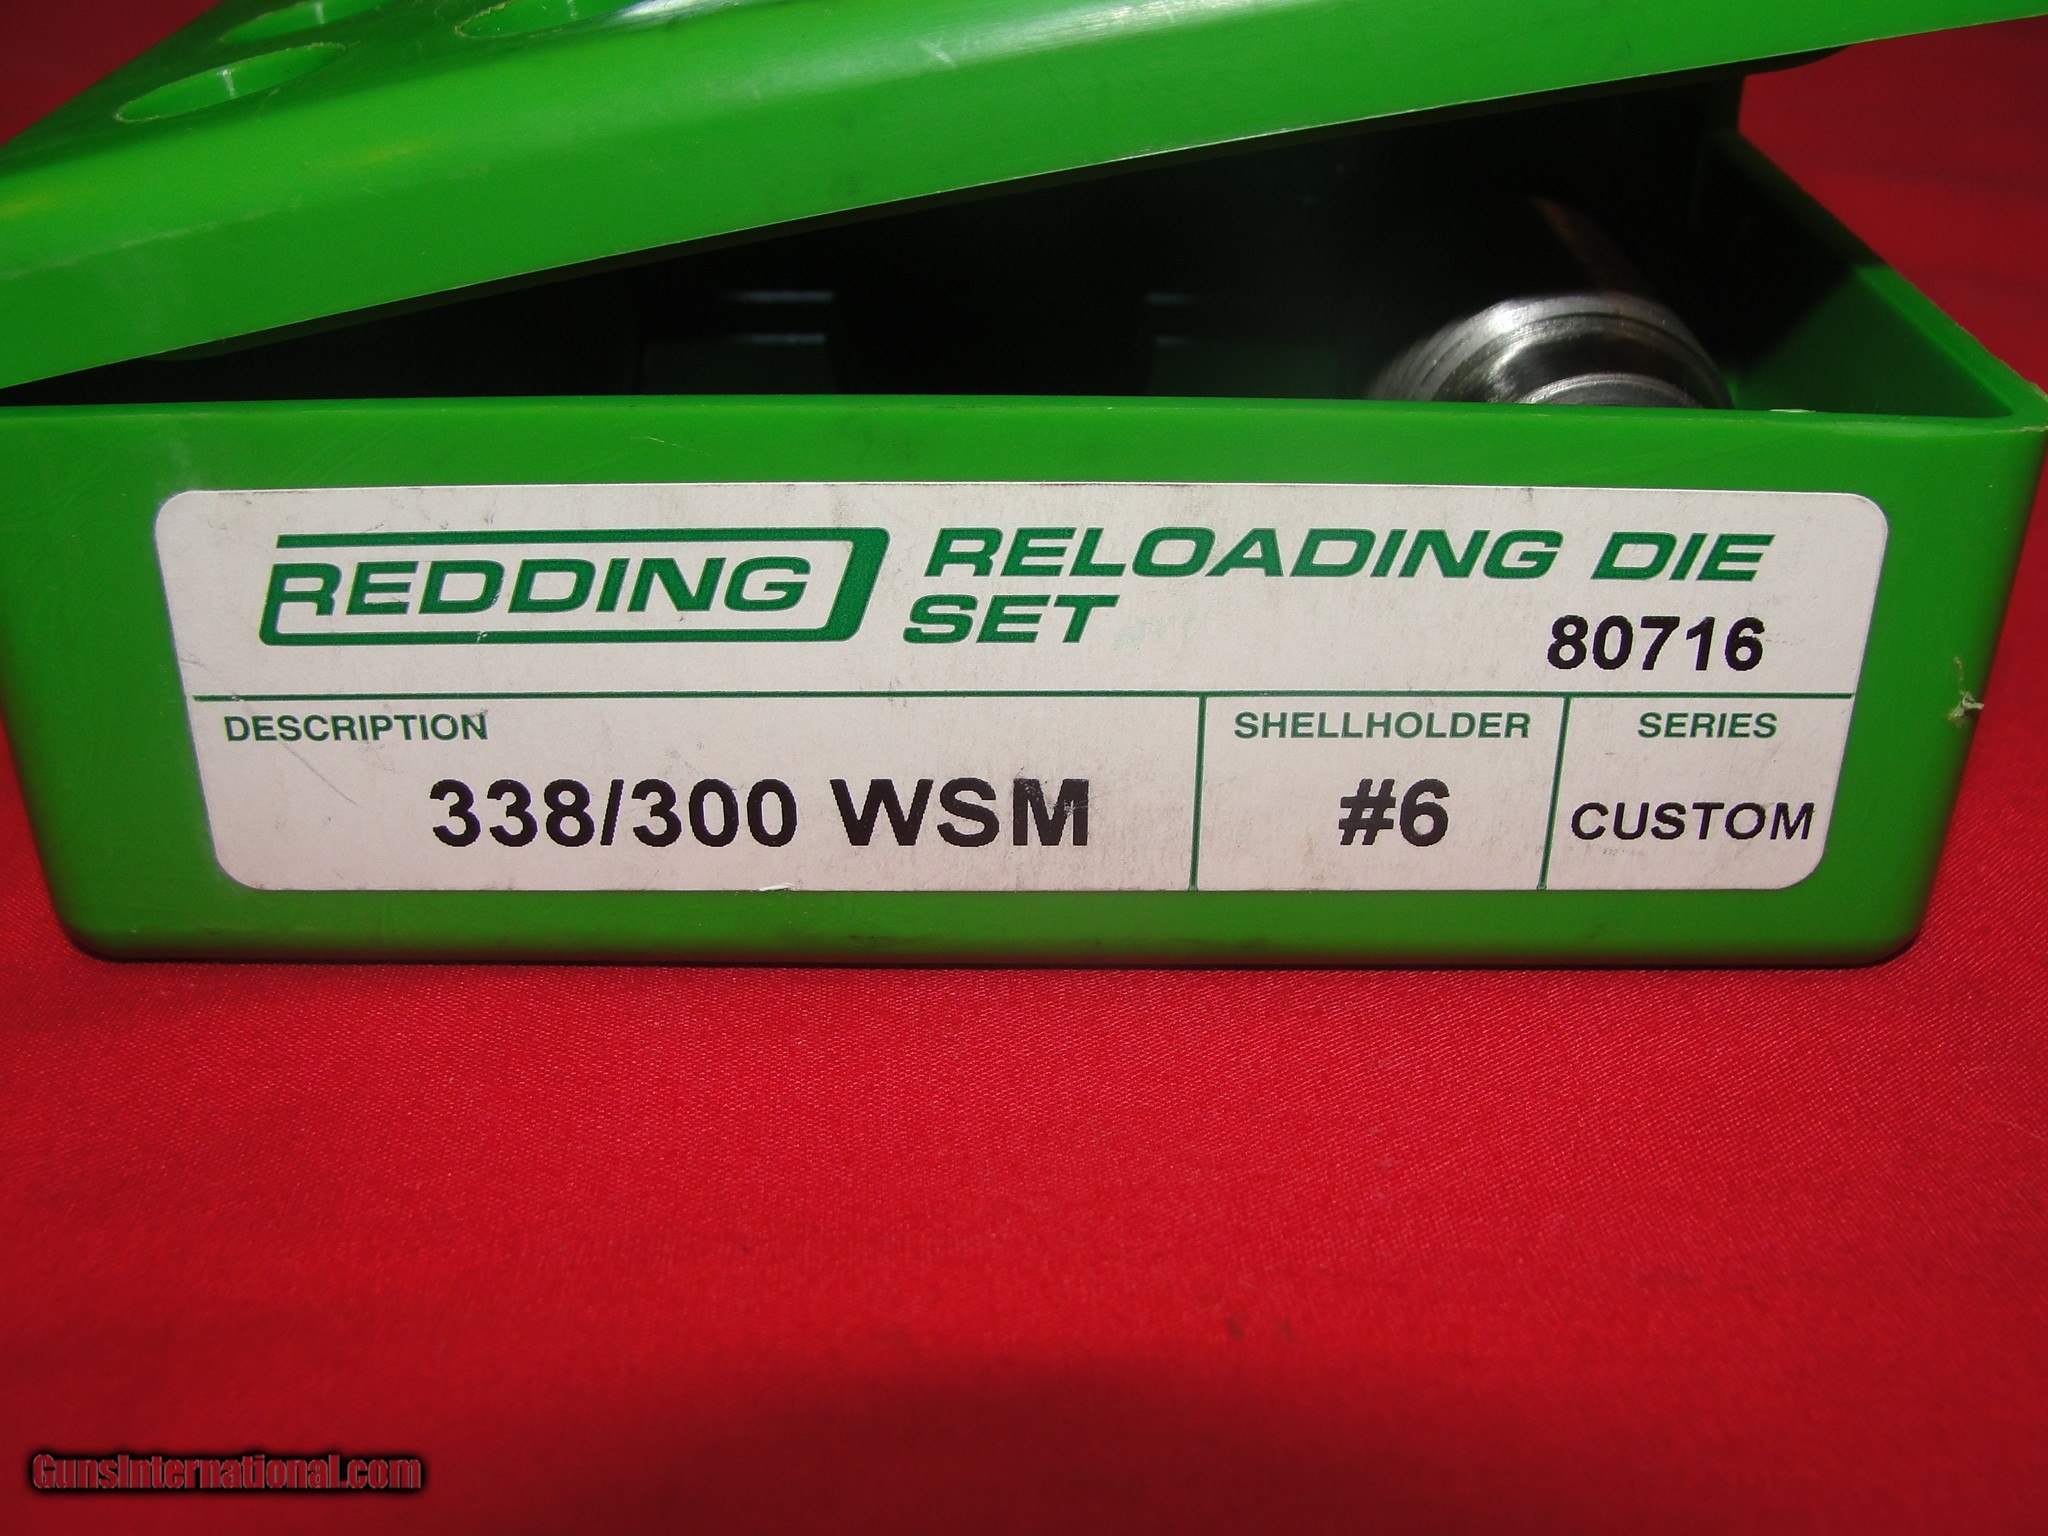 REDDING RELOADING DIE
SET
80716
DESCRIPTION SHELLHOLDER SERIES
338/300 WSM #6 CUSTOM
GunsInternational.com